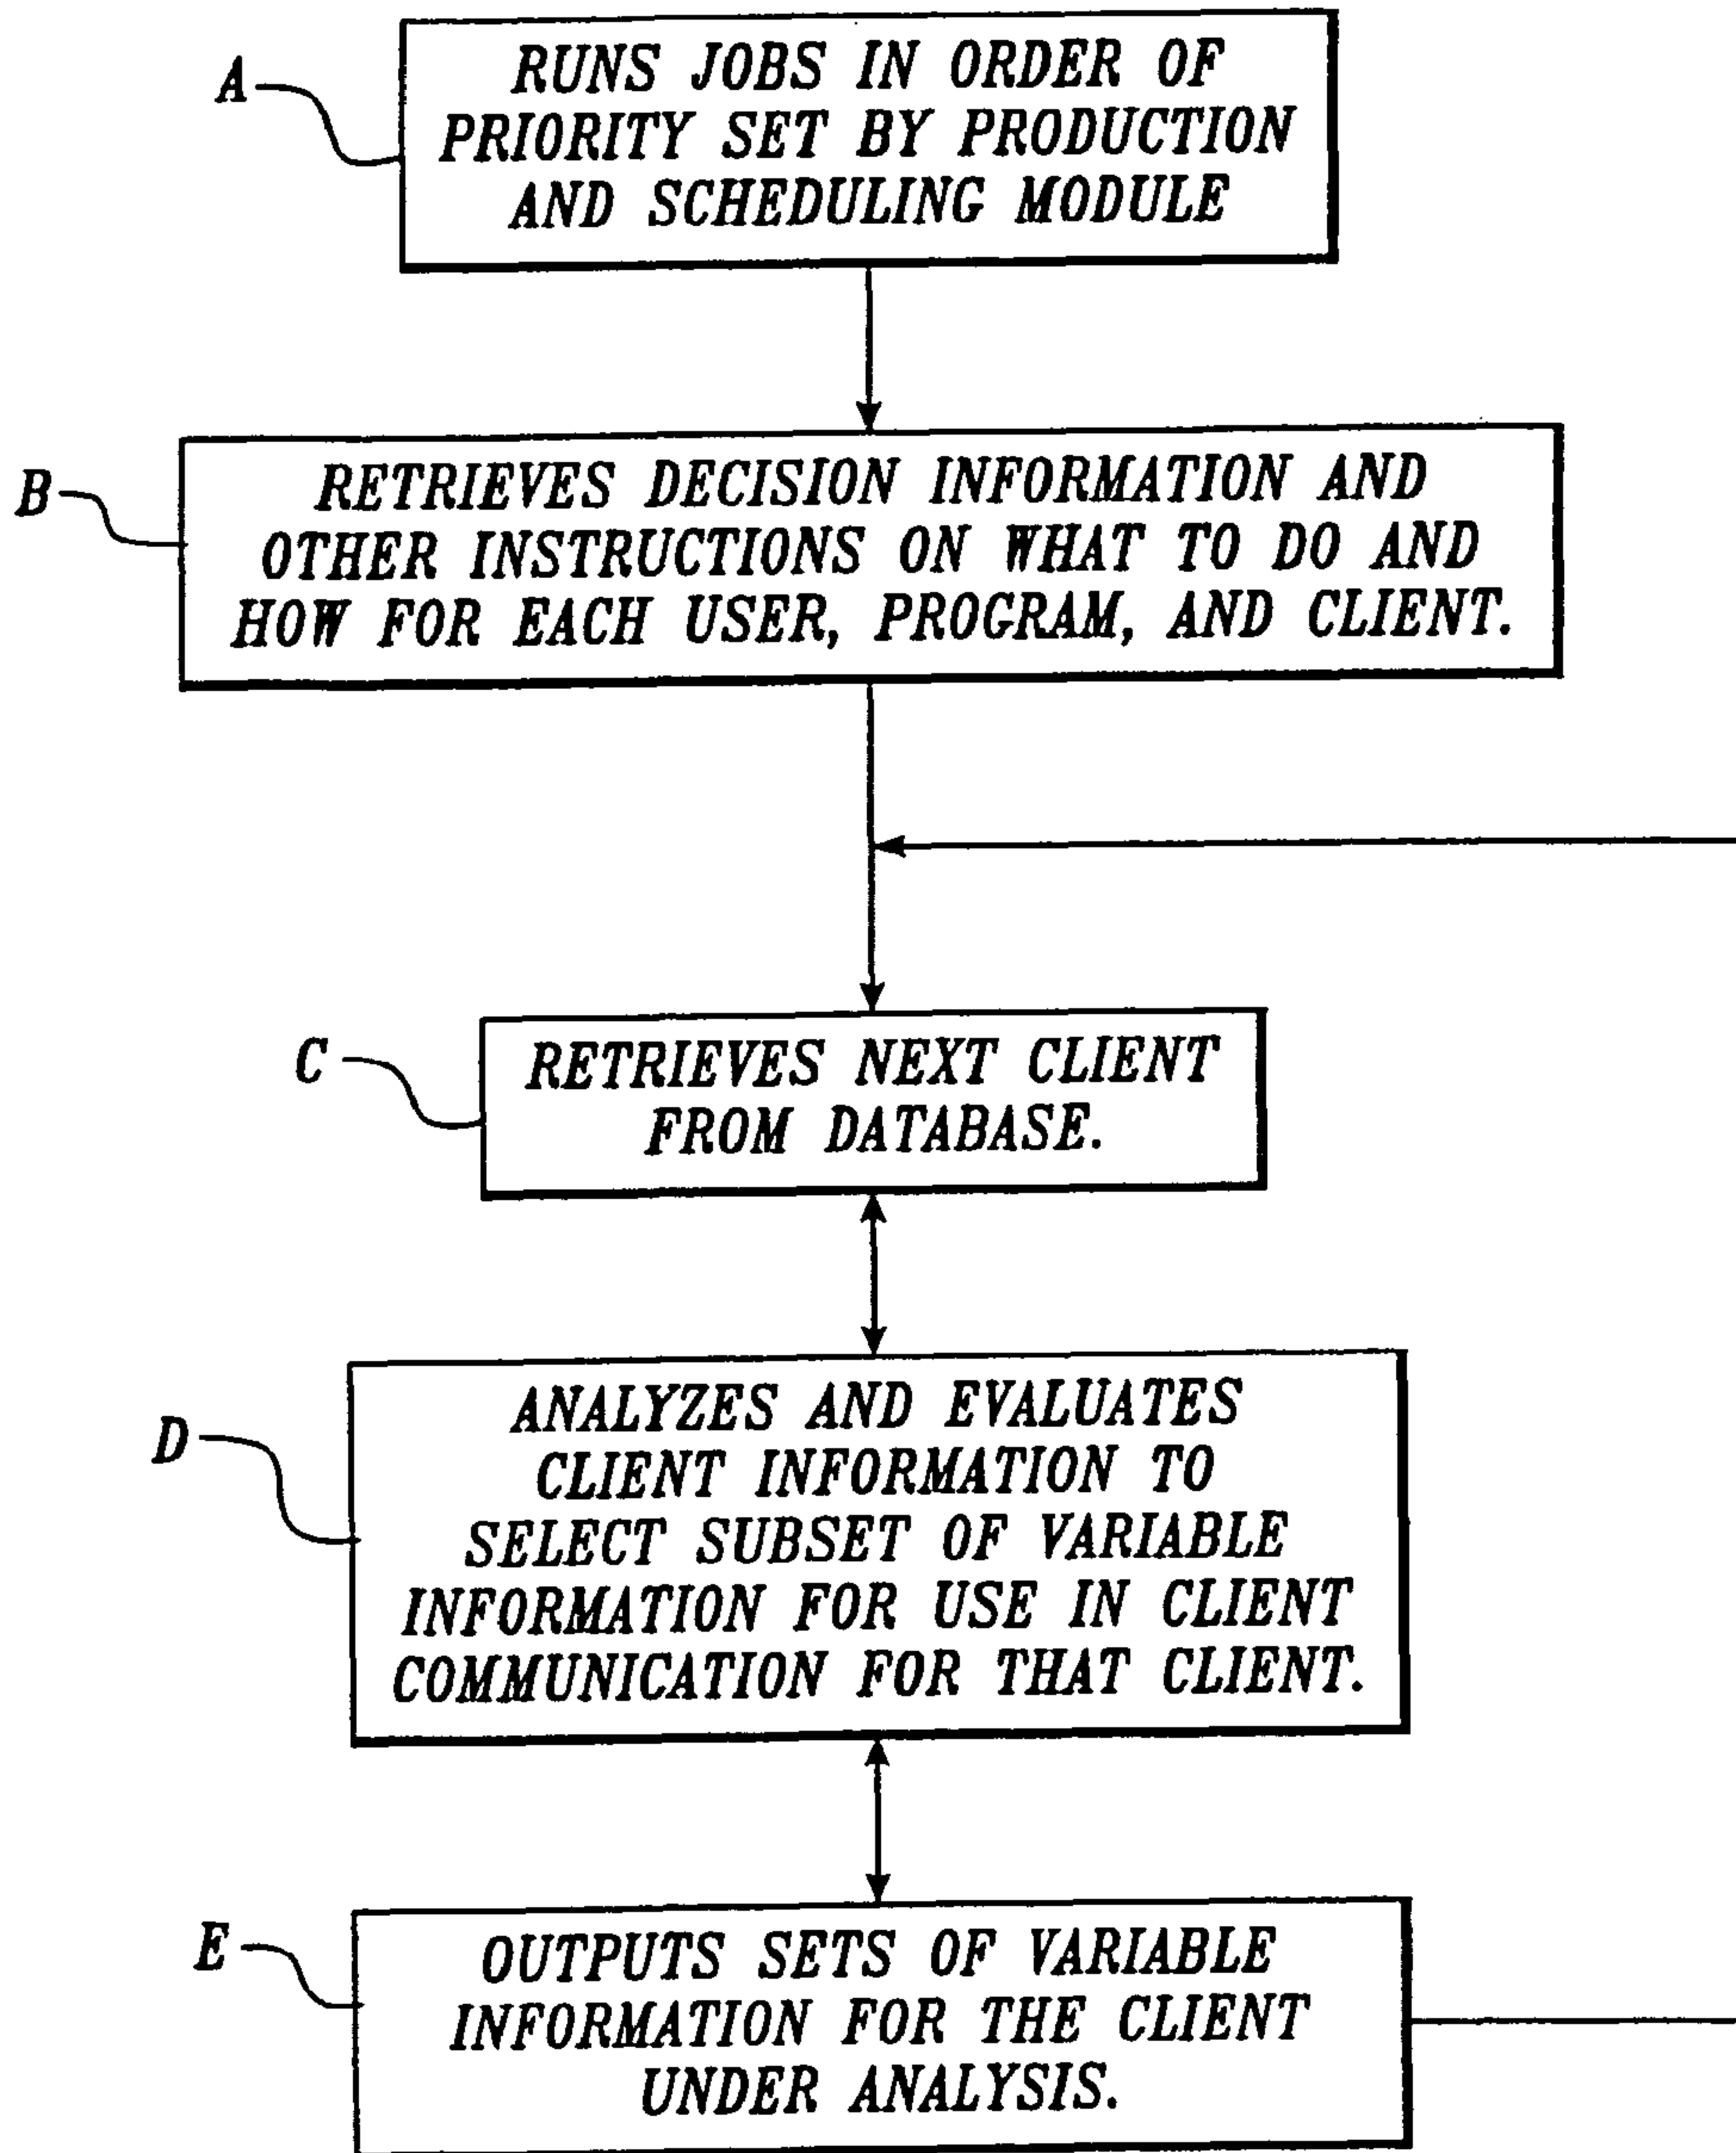 A
RUNS JOBS IN ORDER OF
PRIORITY SET BY PRODUCTION
AND SCHEDULING MODULE
B
RETRIEVES DECISION INFORMATION AND
OTHER INSTRUCTIONS ON WHAT TO DO AND
HOW FOR EACH USER, PROGRAM, AND CLIENT.
C
RETRIEVES NEXT CLIENT
FROM DATABASE.
D
ANALYZES AND EVALUATES
CLIENT INFORMATION TO
SELECT SUBSET OF VARIABLE
INFORMATION FOR USE IN CLIENT
COMMUNICATION FOR THAT CLIENT.
E
OUTPUTS SETS OF VARIABLE
INFORMATION FOR THE CLIENT
UNDER ANALYSIS.